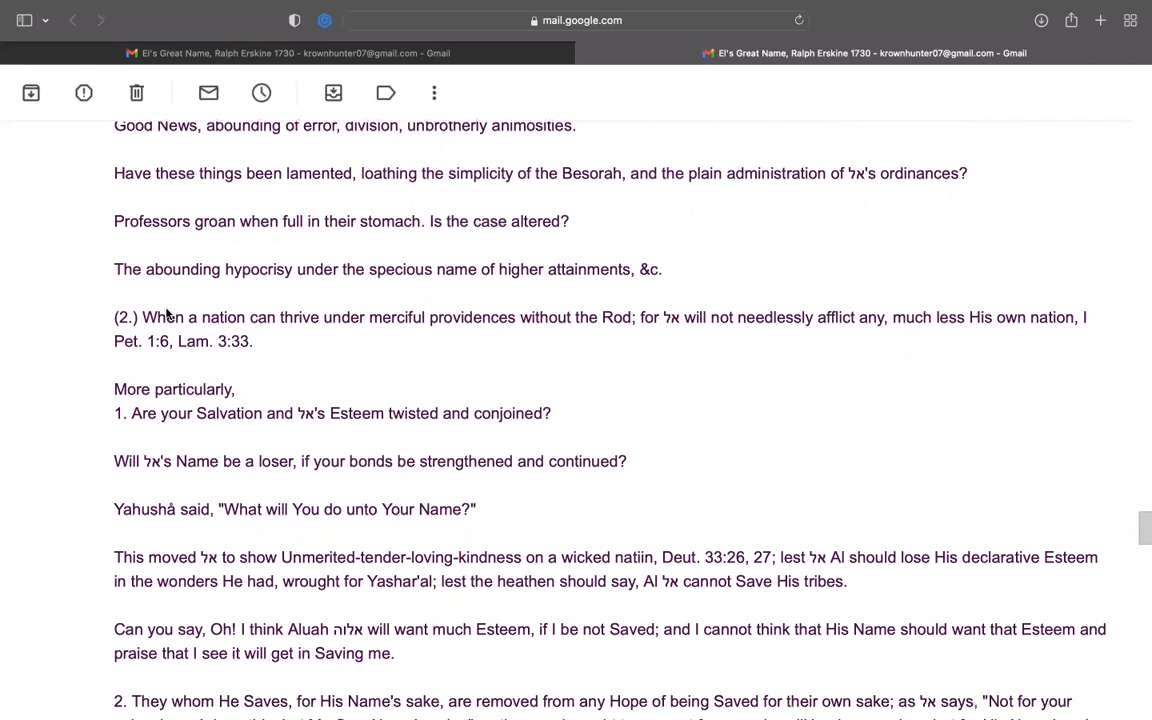 mail.google.com
El's Great Name, Ralph Erskine 1730 - krownhunter07@gmail.com - Gmail
El's Great Name, Ralph Erskine 1730 - krownhunter07@gmail.com - Gmail
Good News, abounding of error, division, unbrotherly animosities.
Have these things been lamented, loathing the simplicity of the Besorah, and the plain administration of אל's ordinances?
Professors groan when full in their stomach. Is the case altered?
The abounding hypocrisy under the specious name of higher attainments, &c.
(2.) When a nation can thrive under merciful providences without the Rod; for אל will not needlessly afflict any, much less His own nation, I
Pet. 1:6, Lam. 3:33.
More particularly,
1. Are your Salvation and אל's Esteem twisted and conjoined?
Will אל's Name be a loser, if your bonds be strengthened and continued?
Yahushå said, "What will You do unto Your Name?"
This moved אל to show Unmerited-tender-loving-kindness on a wicked natiin, Deut. 33:26, 27; lest אל Al should lose His declarative Esteem
in the wonders He had, wrought for Yashar'al; lest the heathen should say, Al אל cannot Save His tribes.
Can you say, Oh! I think Aluah אלוה will want much Esteem, if I be not Saved; and I cannot think that His Name should want that Esteem and
praise that I see it will get in Saving me.
2. They whom He Saves, for His Name's sake, are removed from any Hope of being Saved for their own sake; as אל says, "Not for your